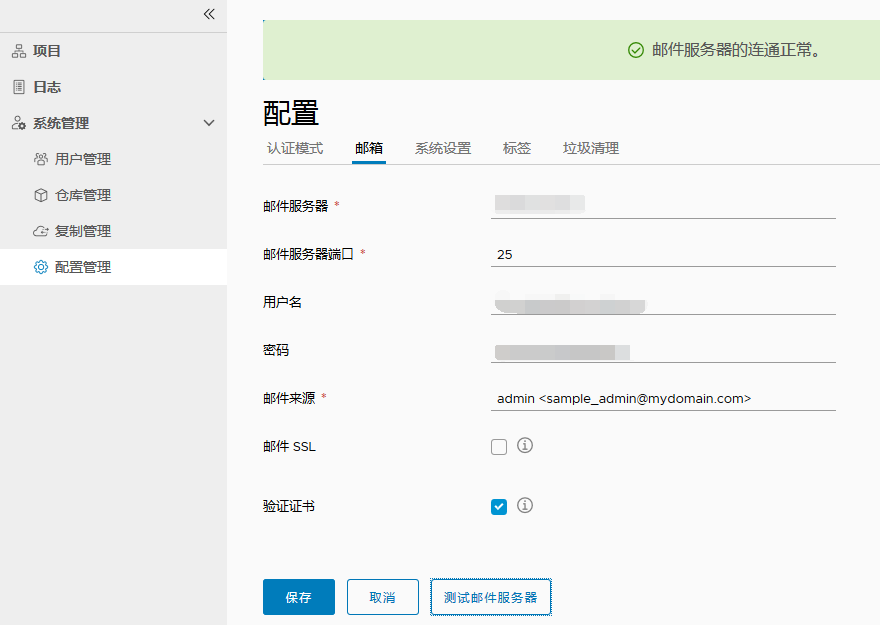 项目
日志
系统管理
用户管理
仓库管理
复制管理
配置管理
邮件服务器的连通正常。
配置
认证模式 邮箱 系统设置 标签 垃圾清理
邮件服务器 *
邮件服务器端口 * 25
用户名
密码
邮件来源 * admin <sample_admin@mydomain.com>
邮件 SSL
验证证书
保存 取消 测试邮件服务器